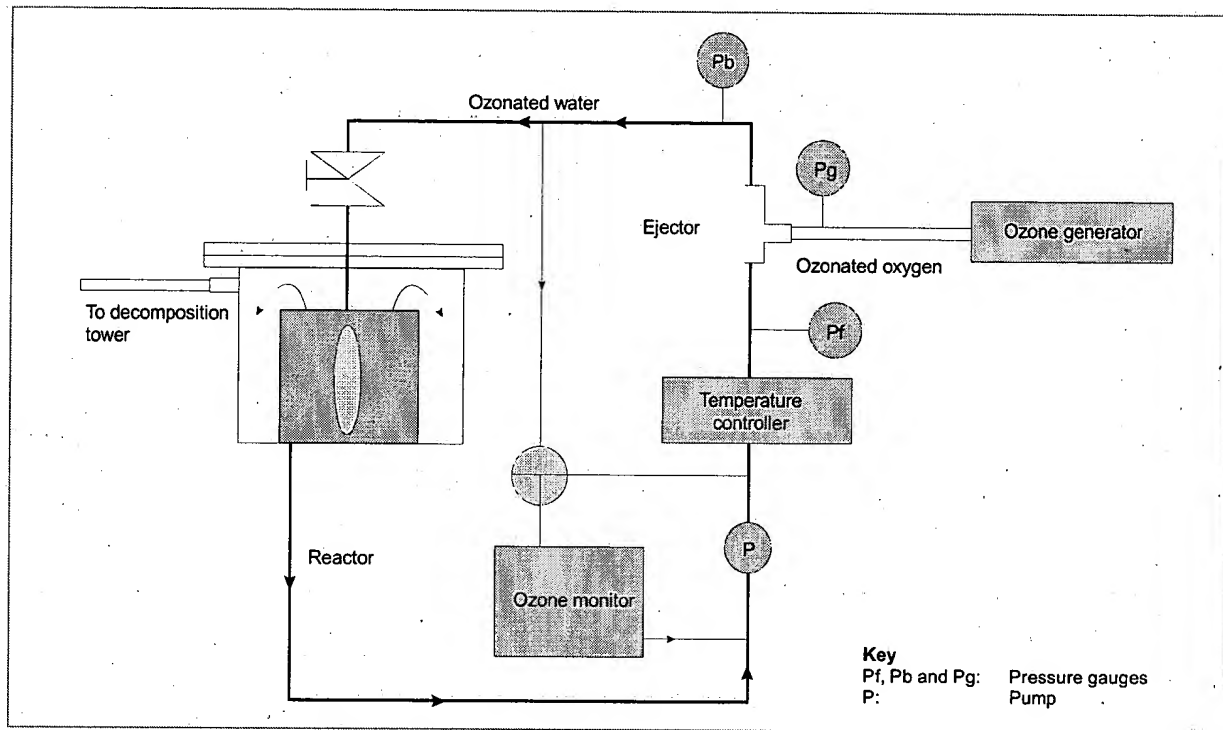 Pb
Ozonated water
Pg
Ejector
Ozone generator
Ozonated oxygen
To decomposition
tower
Pf
Temperature
controller
P
Reactor
Ozone monitor
Key
Pf, Pb and Pg: Pressure gauges
P: Pump